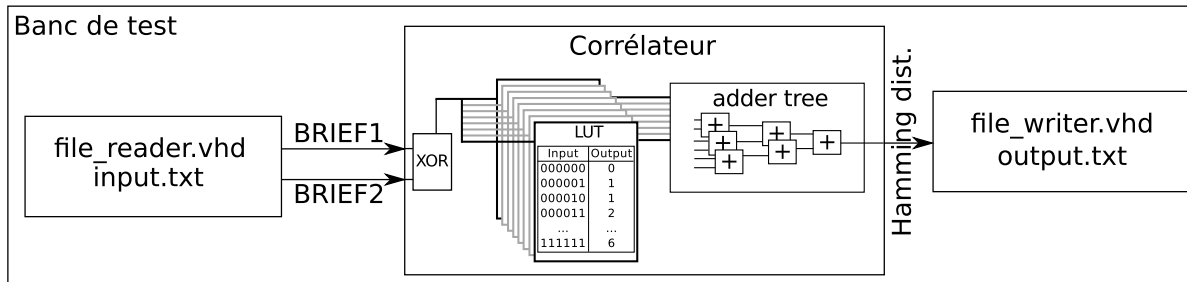 Banc de test
Corrélateur
file_reader.vhd
input.txt
BRIEF1
BRIEF2
XOR
LUT
Input Output
000000 0
000001 1
000010 1
000011 2
... ...
111111 6
adder tree
+
+
+
+
+
+
Hamming dist.
file_writer.vhd
output.txt